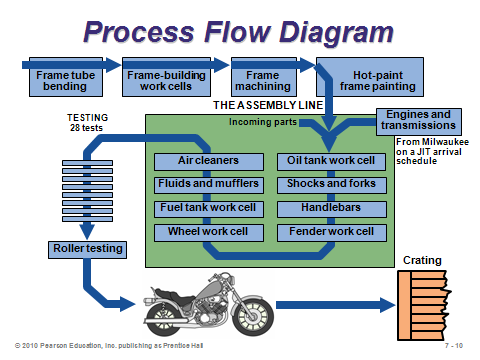 Process Flow Diagram
Frame tube
bending
Frame-building
work cells
Frame
machining
Hot-paint
frame painting
THE ASSEMBLY LINE
TESTING
28 tests
Incoming parts
Engines and
transmissions
From Milwaukee
on a JIT arrival
schedule
Air cleaners
Oil tank work cell
Fluids and mufflers
Shocks and forks
Fuel tank work cell
Handlebars
Wheel work cell
Fender work cell
Roller testing
Crating
© 2010 Pearson Education, Inc. publishing as Prentice Hall
7 - 10